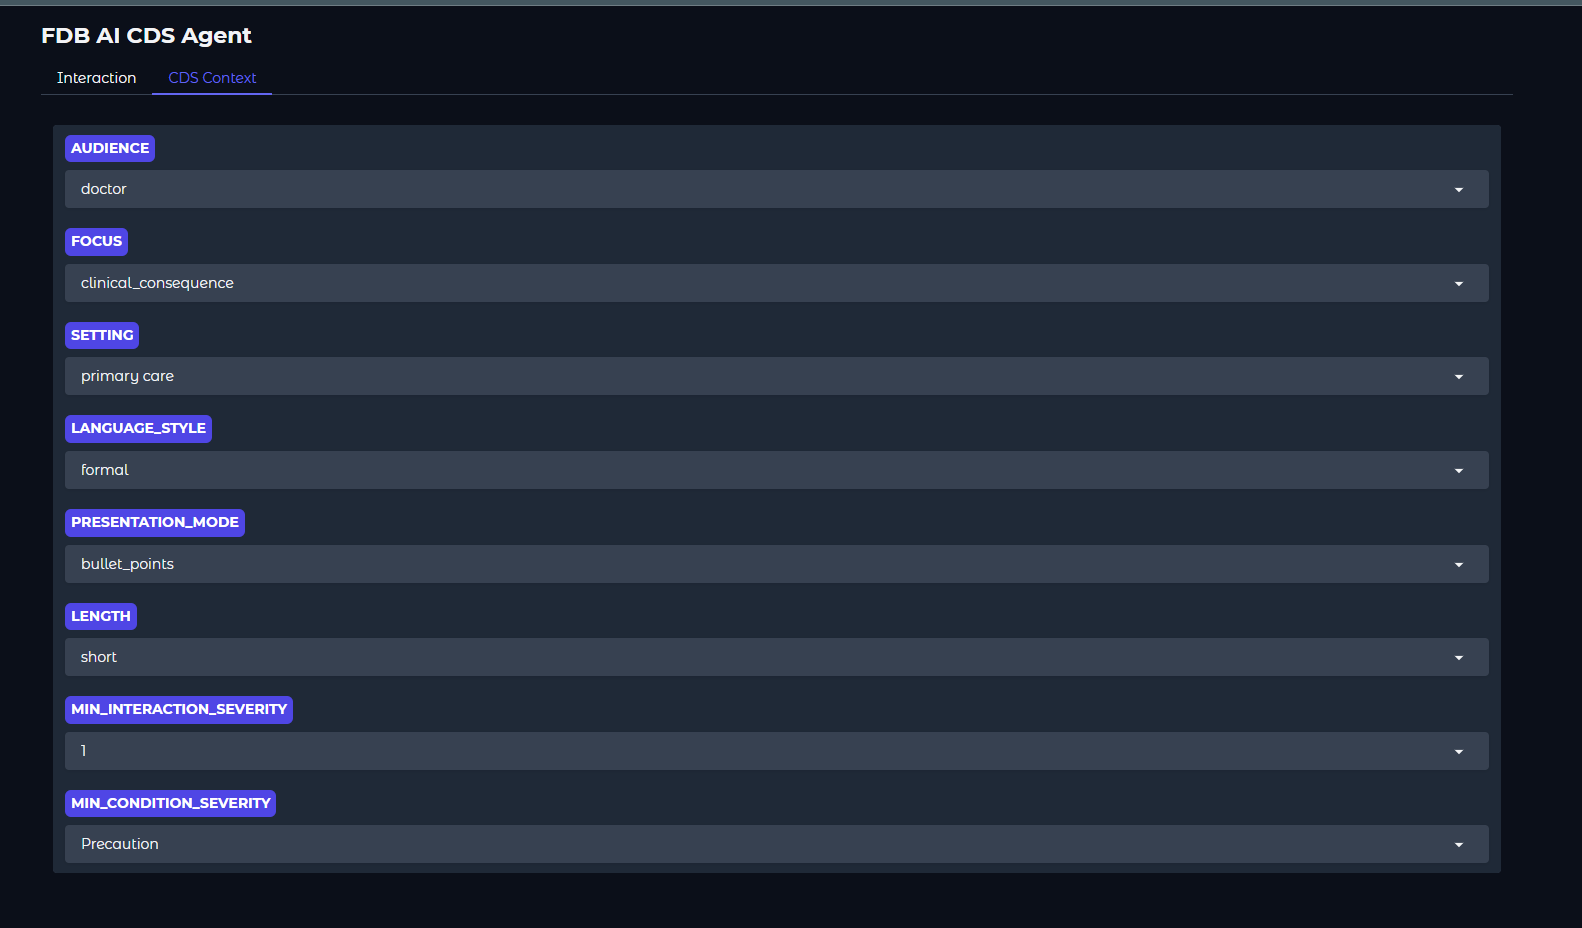 FDB AI CDS Agent
Interaction CDS Context
AUDIENCE
doctor
FOCUS
clinical_consequence
SETTING
primary care
LANGUAGE_STYLE
formal
PRESENTATION_MODE
bullet_points
LENGTH
short
MIN_INTERACTION_SEVERITY
1
MIN_CONDITION_SEVERITY
Precaution